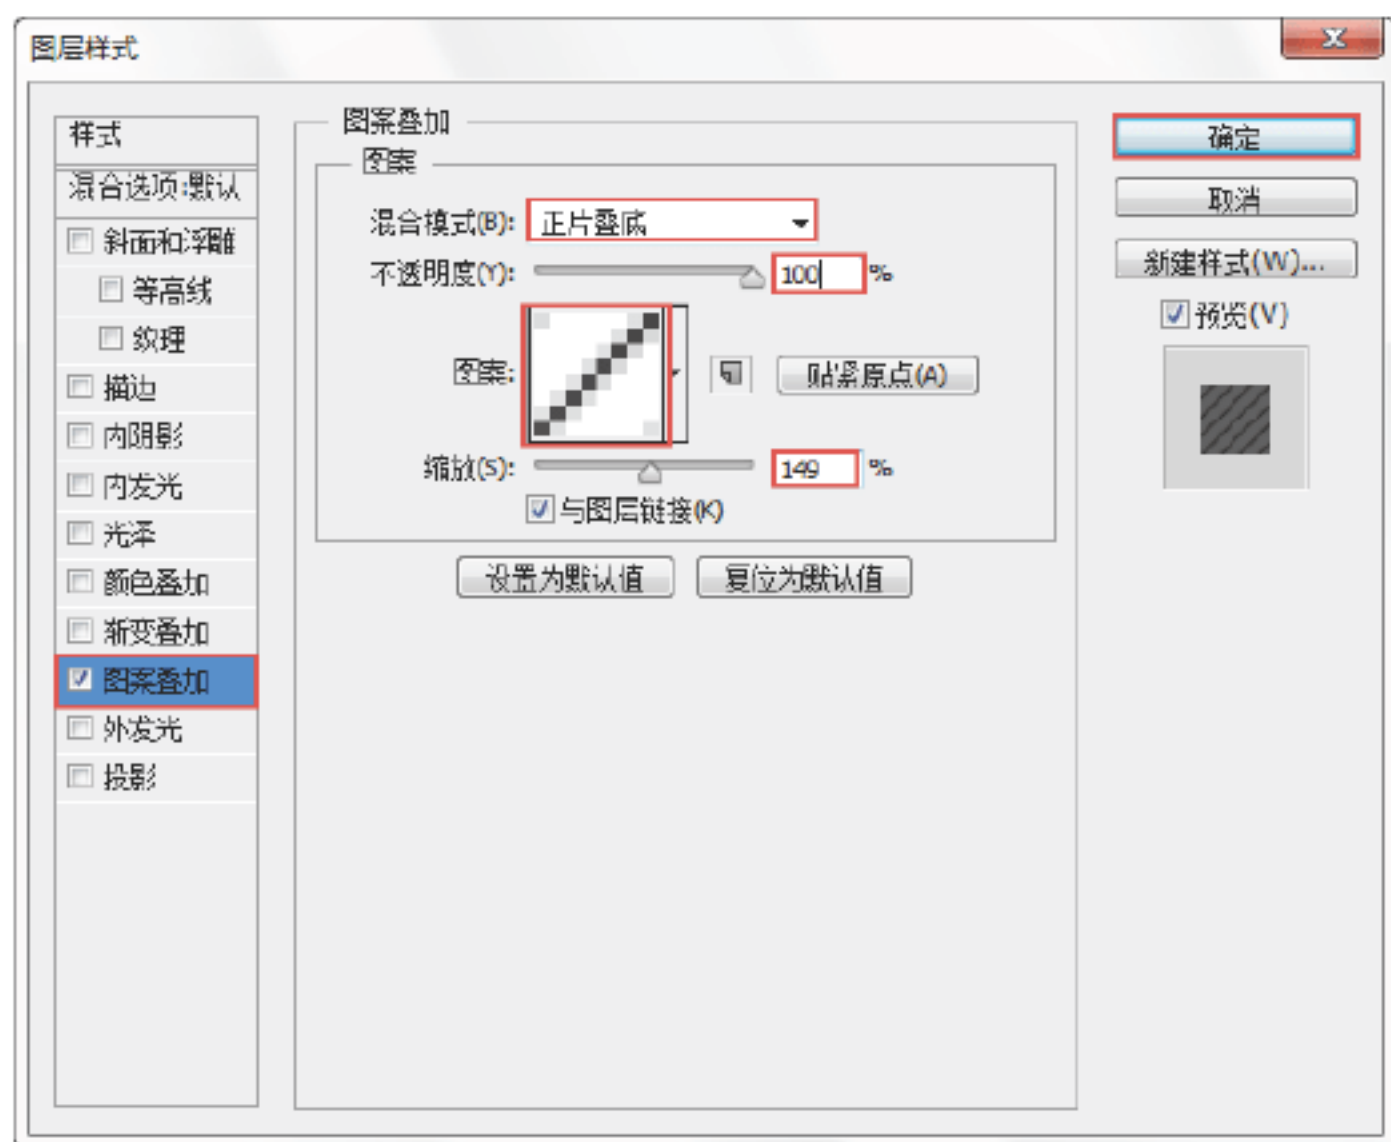 图层样式
样式
混合选项:默认
斜面和浮雕
等高线
纹理
描边
内阴影
内发光
光泽
颜色叠加
渐变叠加
图案叠加
外发光
投影
图案叠加
图案
混合模式(B): 正片叠底
不透明度(Y): 100 %
图案: 贴紧原点(A)
缩放(S): 149 %
与图层链接(K)
设置为默认值 复位为默认值
确定
取消
新建样式(W)...
预览(V)